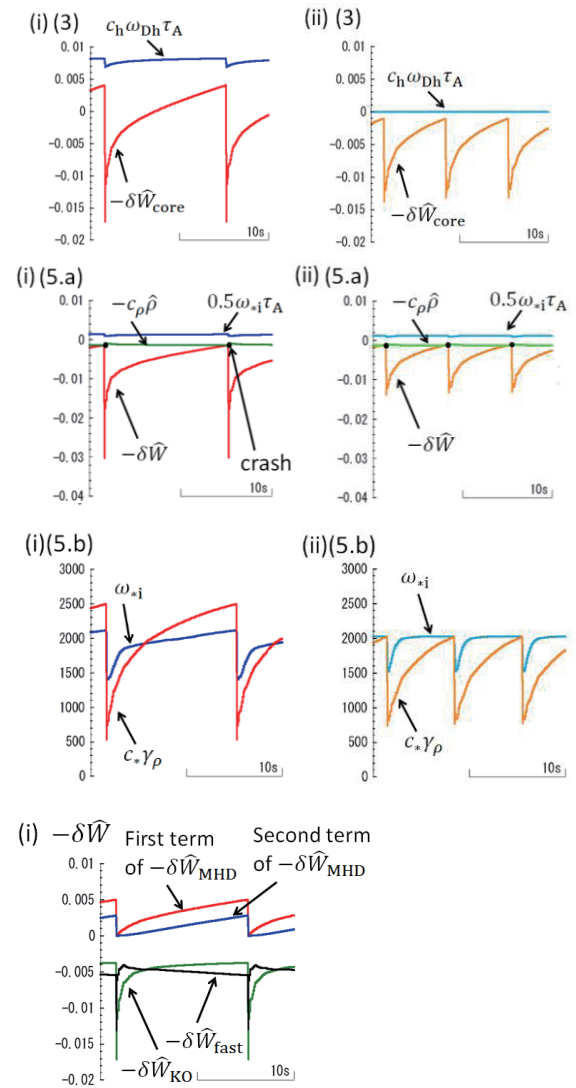 (i) (3)
0.01
0.005
0
-0.005
-0.01
-0.015
-0.02
c_h ω_Dh τ_A
-δŴ_core
10s
(ii) (3)
0.01
0.005
0
-0.005
-0.01
-0.015
-0.02
c_h ω_Dh τ_A
-δŴ_core
10s
(i) (5.a)
0.01
0
-0.01
-0.02
-0.03
-0.04
-c_ρ ρ̂
0.5ω_*i τ_A
-δŴ
crash
10s
(ii) (5.a)
0.01
0
-0.01
-0.02
-0.03
-0.04
-c_ρ ρ̂
0.5ω_*i τ_A
-δŴ
10s
(i)(5.b)
3000
2500
2000
1500
1000
500
0
ω_*i
c_* γ_ρ
10s
(ii)(5.b)
3000
2500
2000
1500
1000
500
0
ω_*i
c_* γ_ρ
10s
(i) -δŴ
First term
of -δŴ_MHD
Second term
of -δŴ_MHD
0.01
0.005
0
-0.005
-0.01
-0.015
-0.02
-δŴ_fast
-δŴ_KO
10s